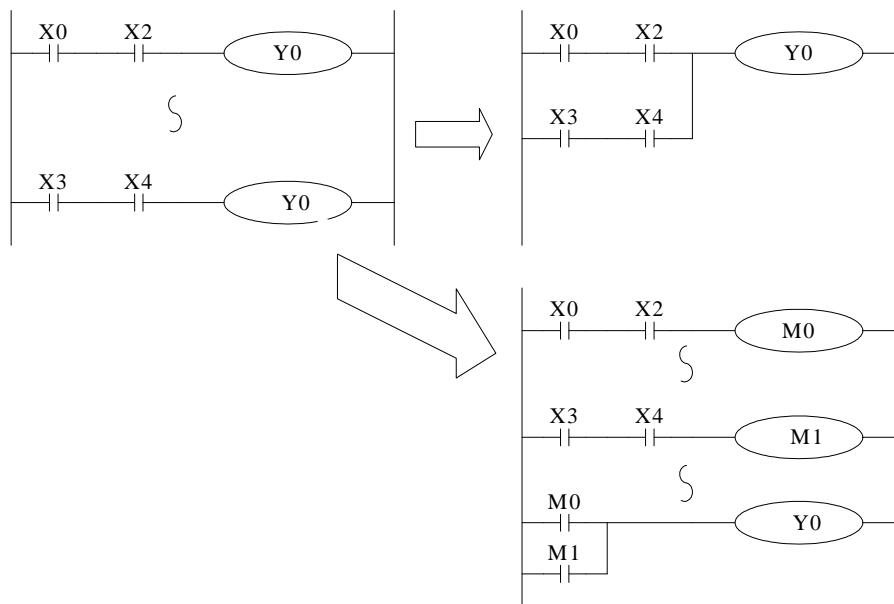 X0 X2 Y0
X3 X4 Y0
X0 X2 Y0
X3 X4
X0 X2 M0
X3 X4 M1
M0 Y0
M1